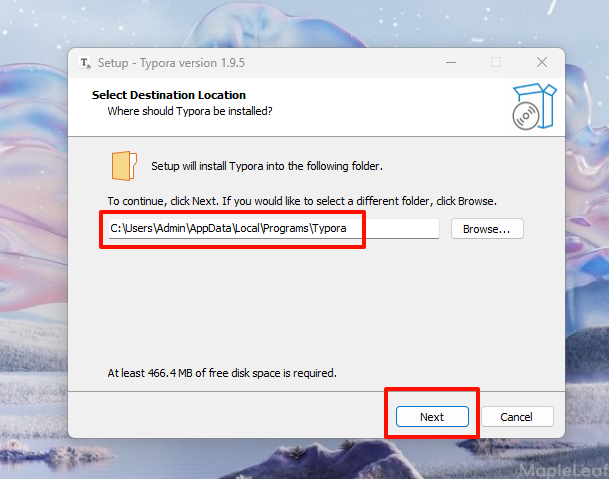 Setup - Typora version 1.9.5
Select Destination Location
Where should Typora be installed?
Setup will install Typora into the following folder.
To continue, click Next. If you would like to select a different folder, click Browse.
C:\Users\Admin\AppData\Local\Programs\Typora
Browse...
At least 466.4 MB of free disk space is required.
Next
Cancel
MapleLeaf